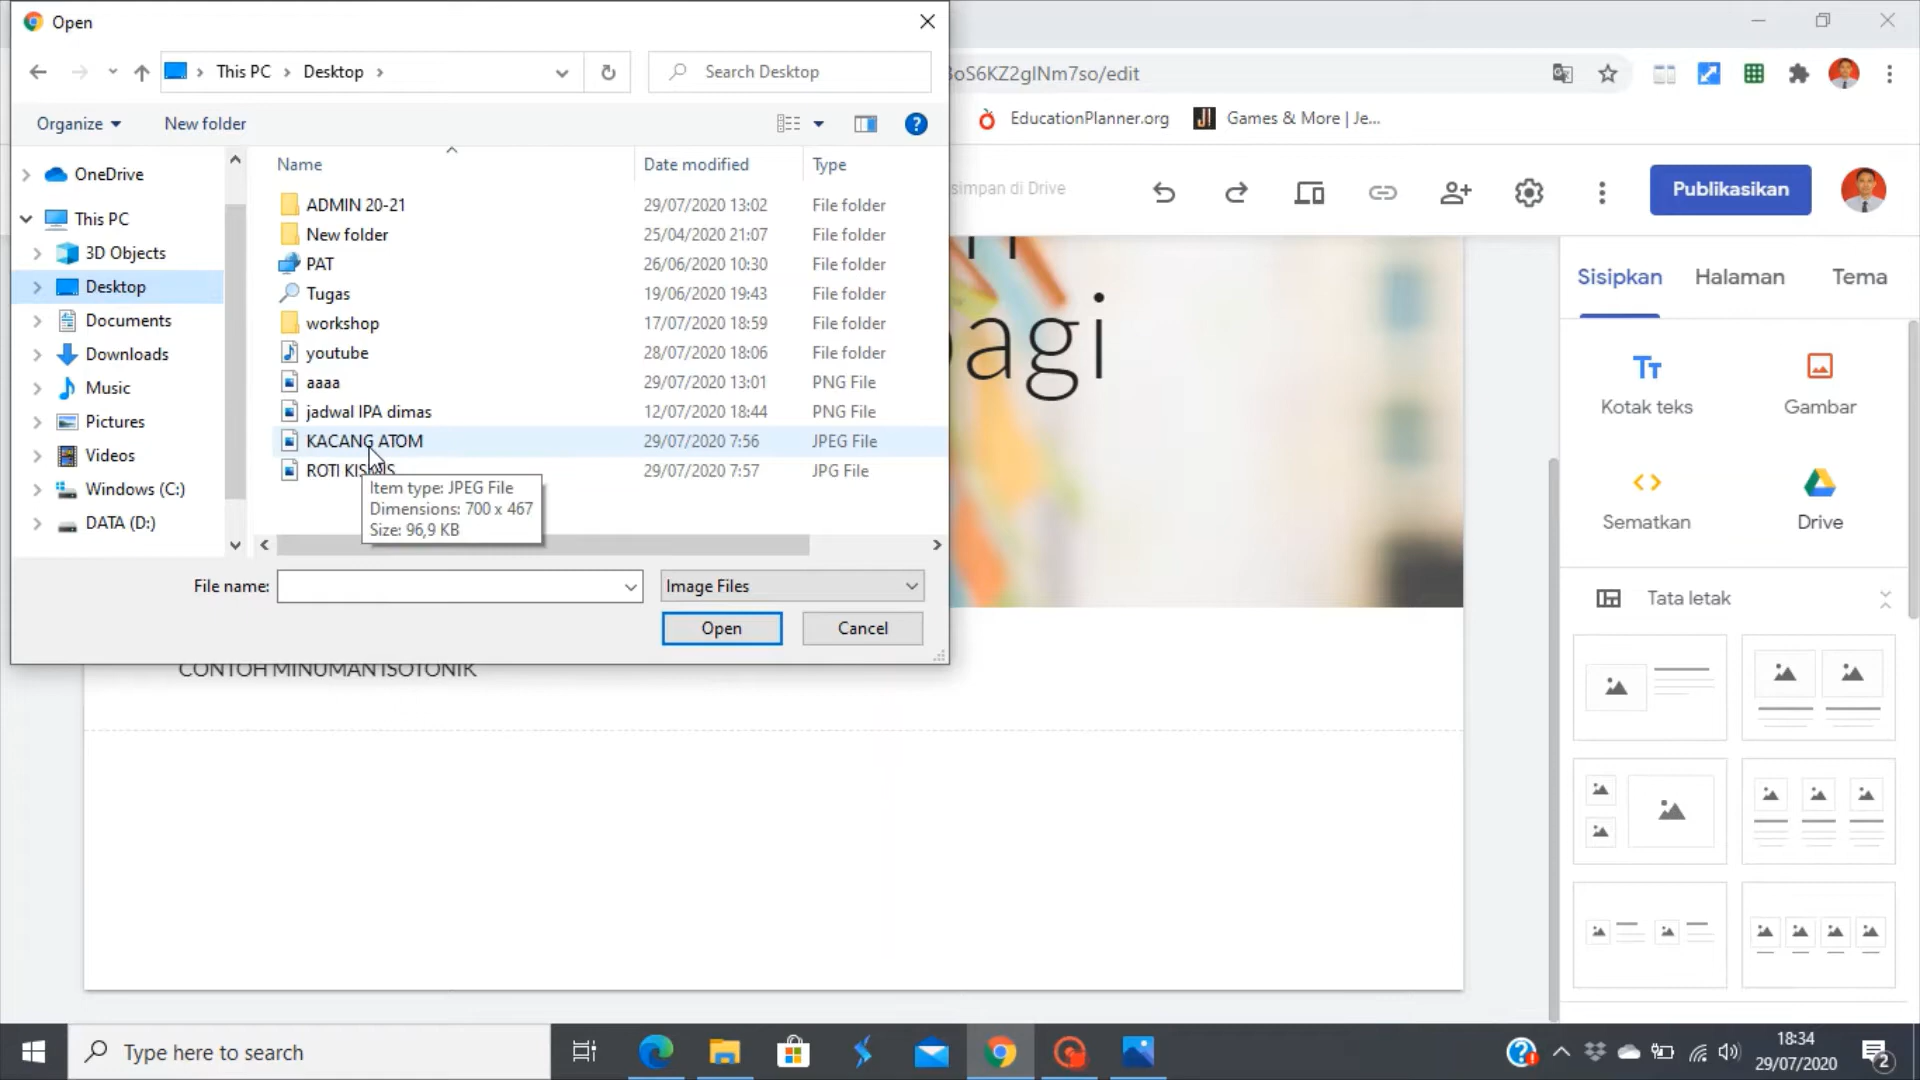 Open
This PC
Desktop
Search Desktop
Organize
New folder
Name
Date modified
Type
OneDrive
This PC
3D Objects
Desktop
Documents
Downloads
Music
Pictures
Videos
Windows (C:)
DATA (D:)
ADMIN 20-21 29/07/2020 13:02 File folder
New folder 25/04/2020 21:07 File folder
PAT 26/06/2020 10:30 File folder
Tugas 19/06/2020 19:43 File folder
workshop 17/07/2020 18:59 File folder
youtube 28/07/2020 18:06 File folder
aaaa 29/07/2020 13:01 PNG File
jadwal IPA dimas 12/07/2020 18:44 PNG File
KACANG ATOM 29/07/2020 7:56 JPEG File
ROTI 29/07/2020 7:57 JPG File
Item type: JPEG File
Dimensions: 700 x 467
Size: 96,9 KB
File name:
Image Files
Open
Cancel
/edit
EducationPlanner.org
Games & More | Je...
simpan di Drive
Publikasikan
agi
Sisipkan
Halaman
Tema
Kotak teks
Gambar
Sematkan
Drive
Tata letak
CONTOH MINUMAN ISOTONIK
Type here to search
18:34
29/07/2020
2